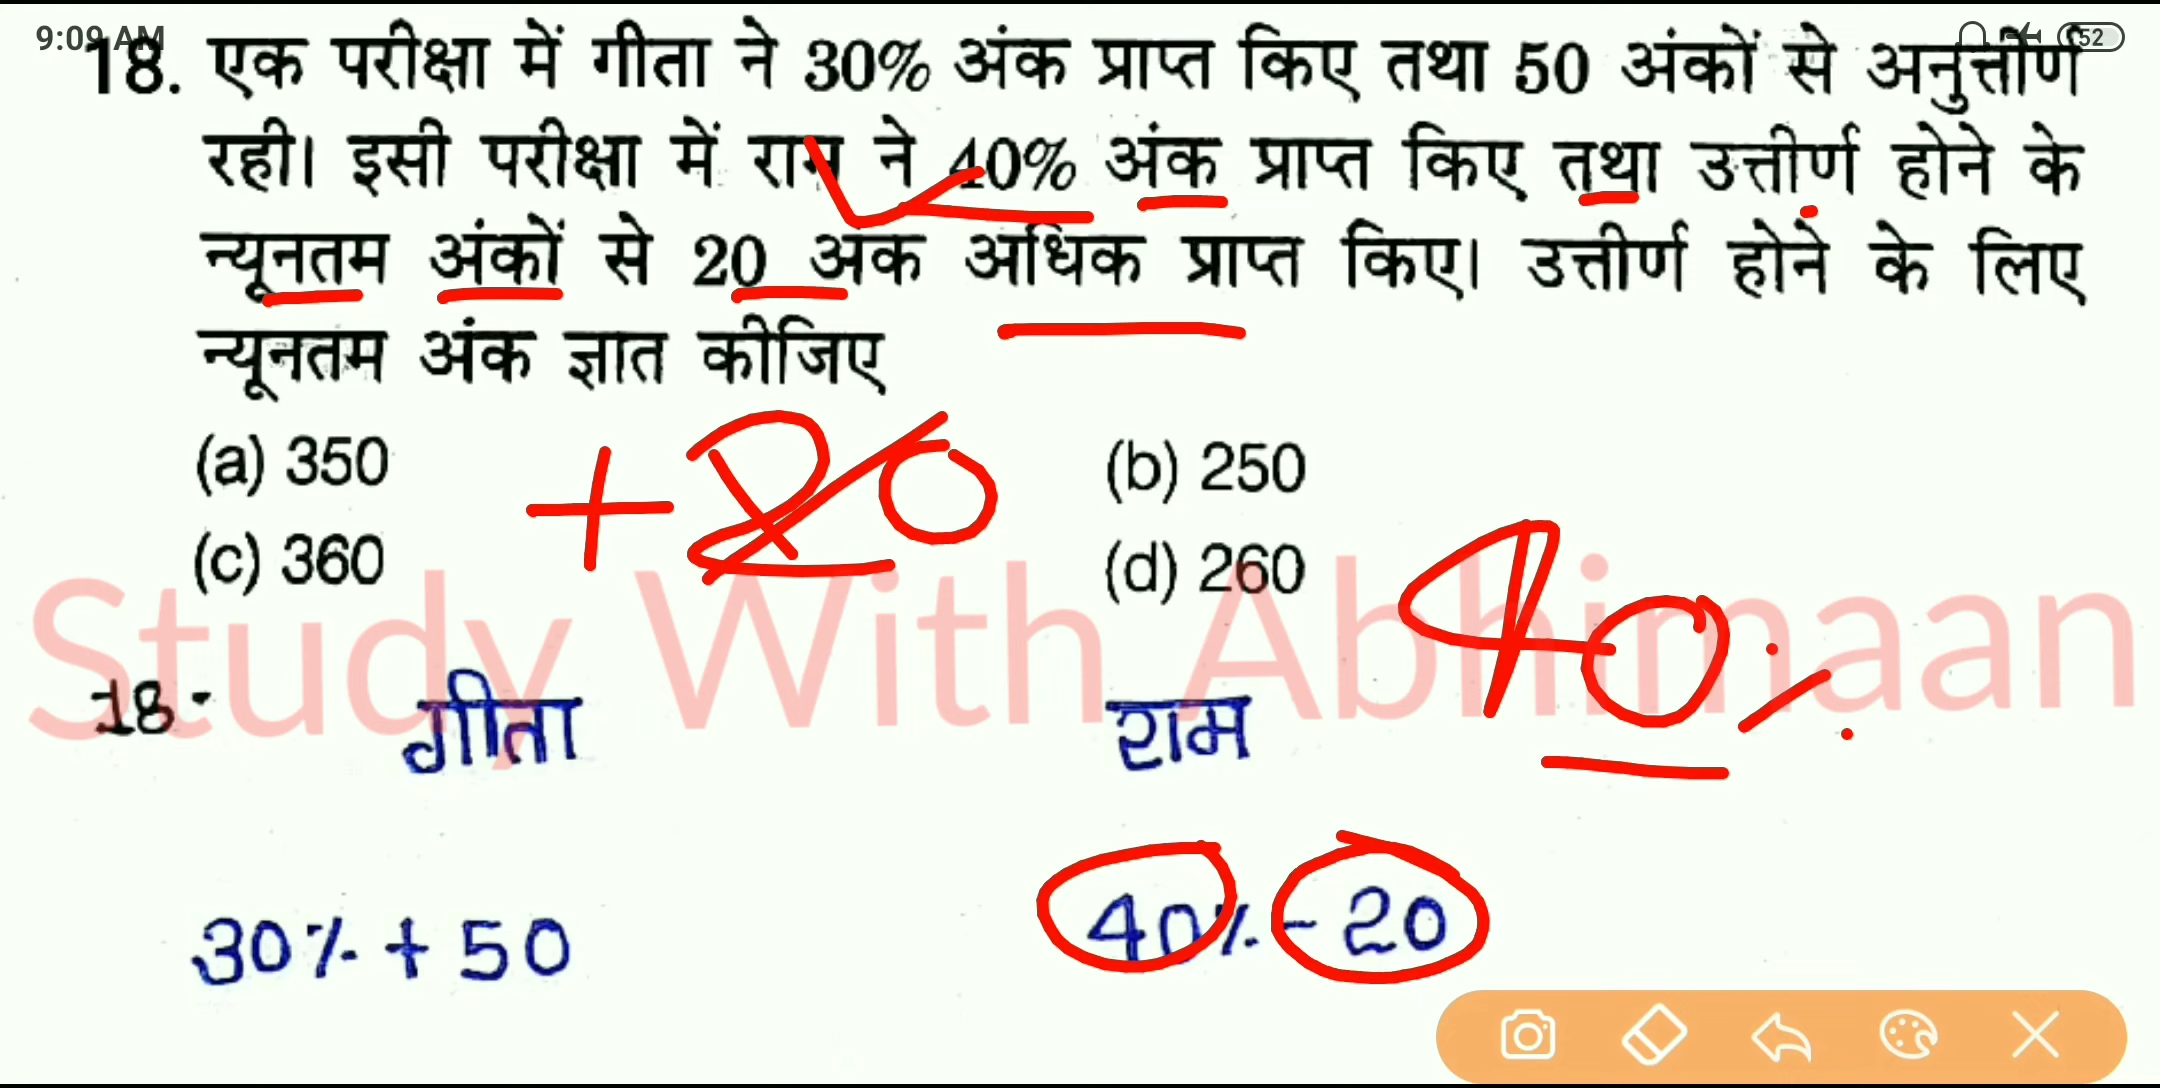 9:09 AM
52
18. एक परीक्षा में गीता ने 30% अंक प्राप्त किए तथा 50 अंकों से अनुत्तीर्ण
रही। इसी परीक्षा में राम ने 40% अंक प्राप्त किए तथा उत्तीर्ण होने के
न्यूनतम अंकों से 20 अंक अधिक प्राप्त किए। उत्तीर्ण होने के लिए
न्यूनतम अंक ज्ञात कीजिए
(a) 350 (b) 250
+20
(c) 360 (d) 260
40%
Study With Abhimaan
18. गीता राम
30% + 50 40% - 20